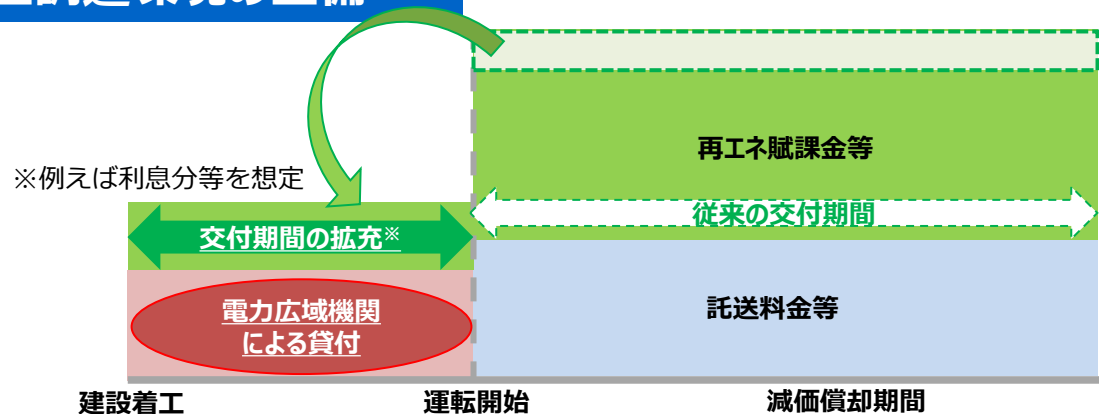 再エネ賦課金等
※例えば利息分等を想定
従来の交付期間
交付期間の拡充※
電力広域機関
による貸付
託送料金等
建設着工
運転開始
減価償却期間